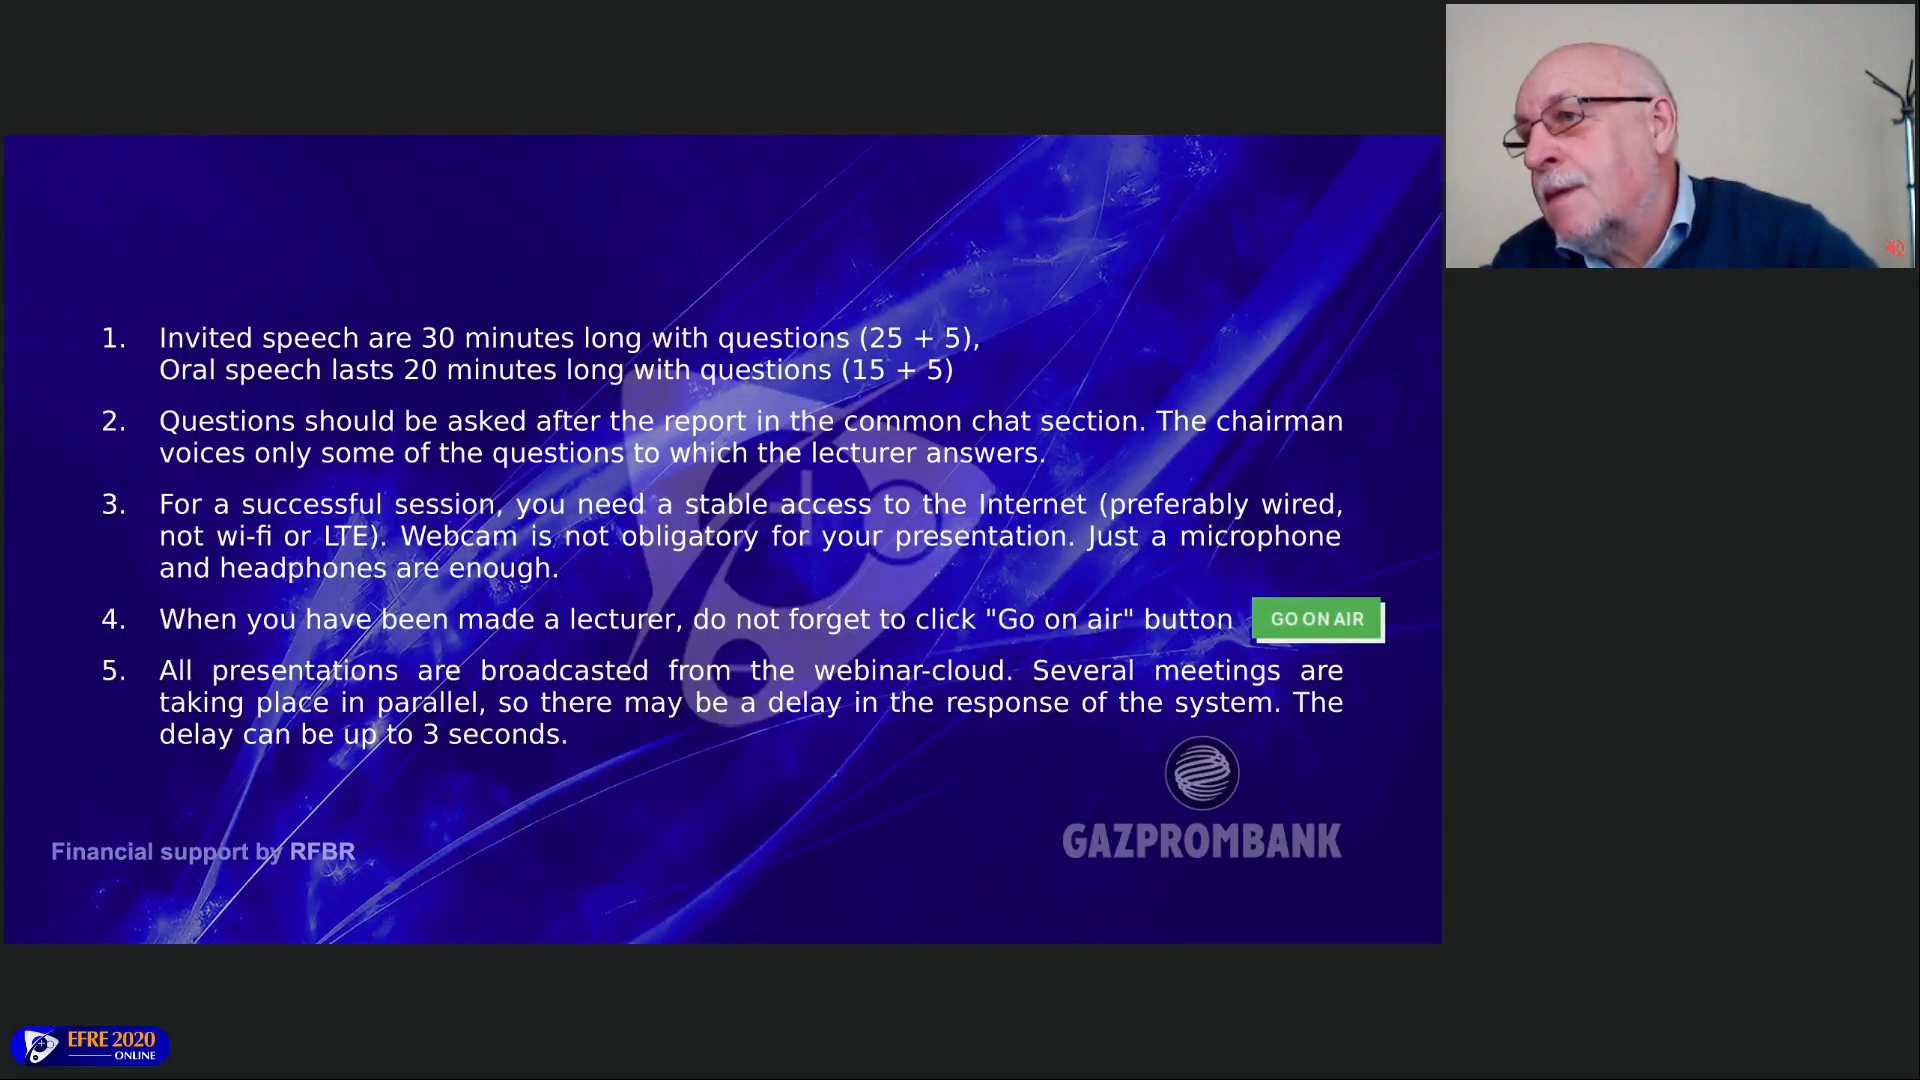 1. Invited speech are 30 minutes long with questions (25 + 5),
Oral speech lasts 20 minutes long with questions (15 + 5)
2. Questions should be asked after the report in the common chat section. The chairman
voices only some of the questions to which the lecturer answers.
3. For a successful session, you need a stable access to the Internet (preferably wired,
not wi-fi or LTE). Webcam is not obligatory for your presentation. Just a microphone
and headphones are enough.
4. When you have been made a lecturer, do not forget to click "Go on air" button GO ON AIR
5. All presentations are broadcasted from the webinar-cloud. Several meetings are
taking place in parallel, so there may be a delay in the response of the system. The
delay can be up to 3 seconds.
Financial support by RFBR
GAZPROMBANK
EFRE 2020
ONLINE